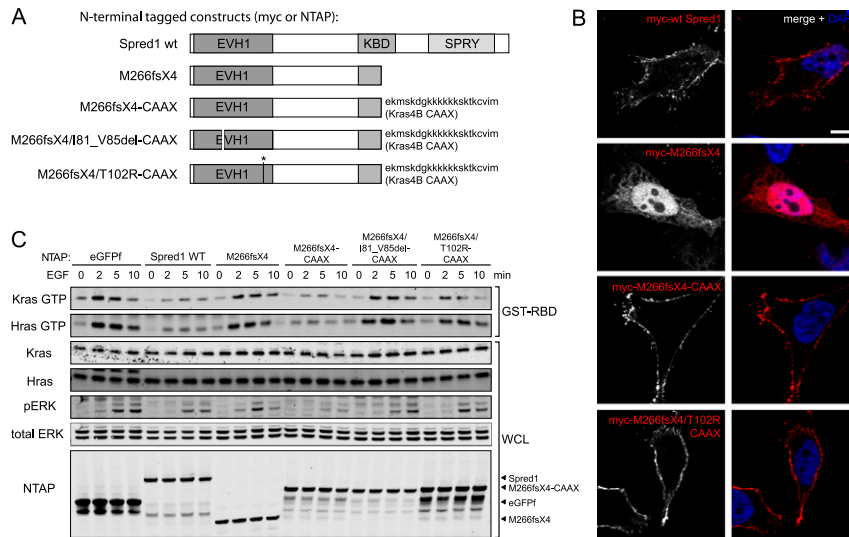 A
N-terminal tagged constructs (myc or NTAP):
Spred1 wt
EVH1
KBD
SPRY
M266fsX4
EVH1
M266fsX4-CAAX
EVH1
ekmskdgkkkkkksktkcvim
(Kras4B CAAX)
M266fsX4/I81_V85del-CAAX
EVH1
ekmskdgkkkkkksktkcvim
(Kras4B CAAX)
*
M266fsX4/T102R-CAAX
EVH1
ekmskdgkkkkkksktkcvim
(Kras4B CAAX)
B
myc-wt Spred1
merge + DAPI
myc-M266fsX4
myc-M266fsX4-CAAX
myc-M266fsX4/T102R
CAAX
C
NTAP:
eGFPf
Spred1 WT
M266fsX4
M266fsX4-
CAAX
M266fsX4/
I81_V85del-
CAAX
M266fsX4/
T102R-
CAAX
EGF
0 2 5 10 0 2 5 10 0 2 5 10 0 2 5 10 0 2 5 10 0 2 5 10 min
Kras GTP
Hras GTP
GST-RBD
Kras
Hras
pERK
total ERK
WCL
NTAP
Spred1
M266fsX4-CAAX
eGFPf
M266fsX4